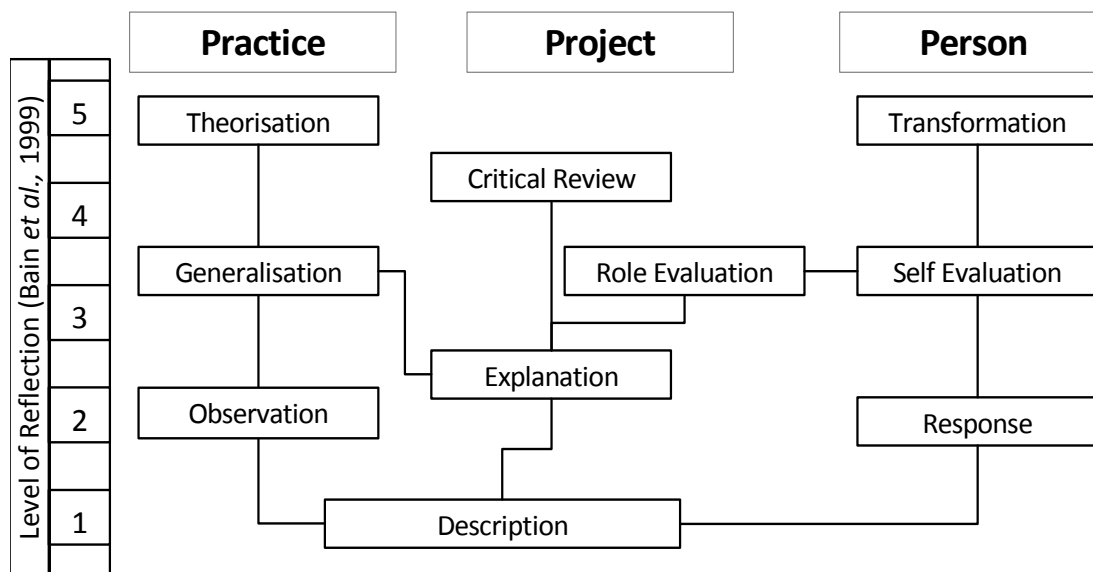 Practice
Project
Person
Level of Reflection (Bain et al., 1999)
5
Theorisation
Transformation
Critical Review
4
Generalisation
Role Evaluation
Self Evaluation
3
Explanation
2
Observation
Response
1
Description